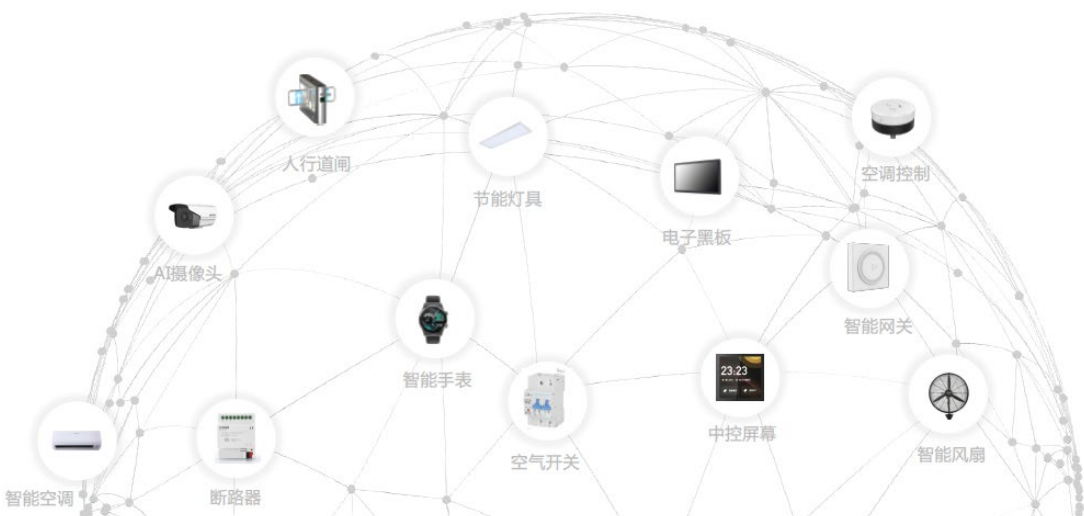 人行道闸
节能灯具
空调控制
电子黑板
AI摄像头
智能网关
智能手表
23:23
中控屏幕
空气开关
智能风扇
智能空调
断路器